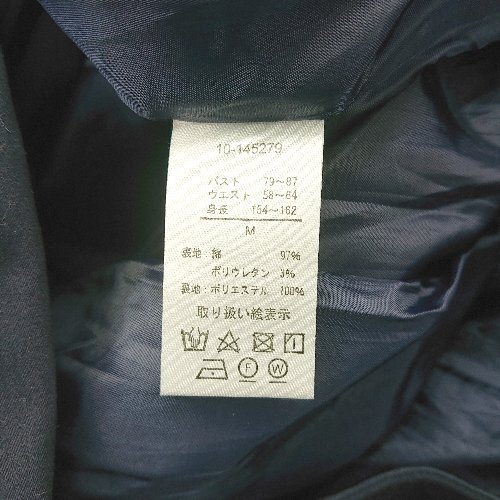 10-145279
バスト 79～87
ウエスト 58～64
身長 154～162
M
表地：綿 97%
ポリウレタン 3%
裏地：ポリエステル 100%
取り扱い絵表示
F W